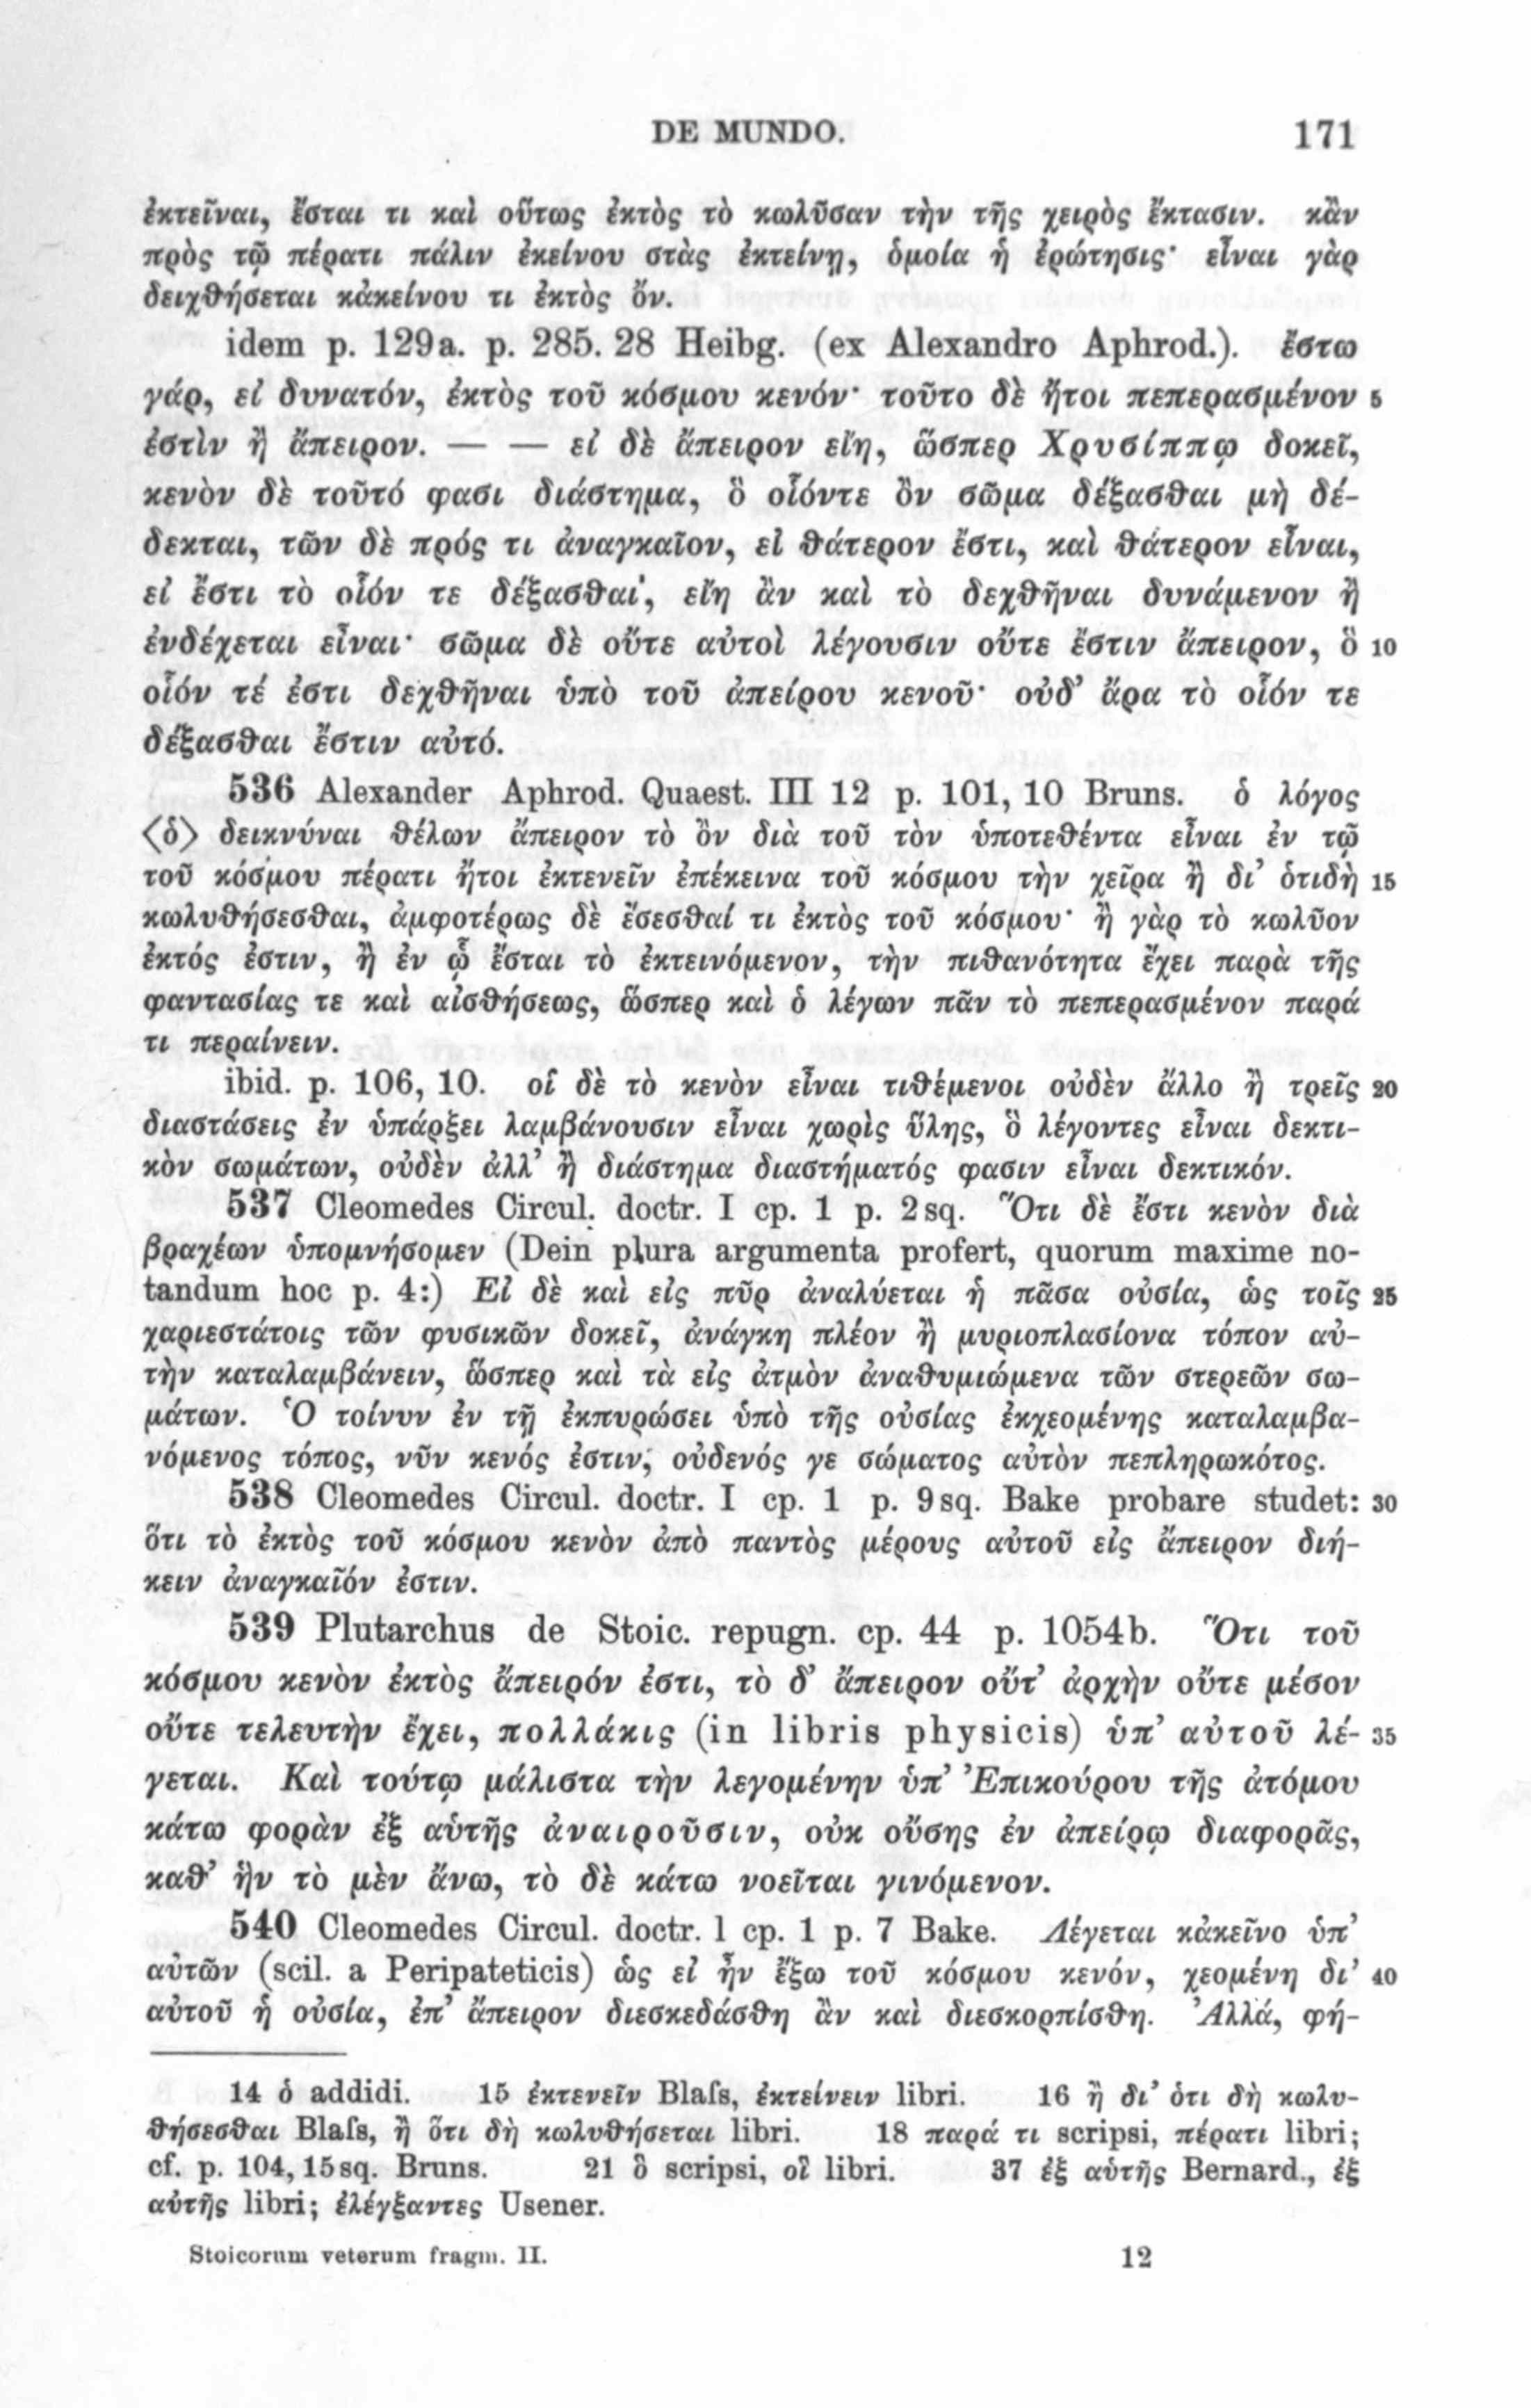 DE MUNDO. 171
ἐκτεῖναι, ἔσται τι καὶ οὕτως ἐκτὸς τὸ κωλῦσαν τὴν τῆς χειρὸς ἔκτασιν. κἂν
πρὸς τῷ πέρατι πάλιν ἐκείνου στὰς ἐκτείνῃ, ὁμοία ἡ ἐρώτησις· εἶναι γὰρ
δειχθήσεται κἀκείνου τι ἐκτὸς ὄν.
idem p. 129a. p. 285. 28 Heibg. (ex Alexandro Aphrod.). ἔστω
γάρ, εἰ δυνατόν, ἐκτὸς τοῦ κόσμου κενόν· τοῦτο δὲ ἤτοι πεπερασμένον 5
ἐστὶν ἢ ἄπειρον. — — εἰ δὲ ἄπειρον εἴη, ὥσπερ Χρυσίππῳ δοκεῖ,
κενὸν δὲ τοῦτό φασι διάστημα, ὃ οἷόντε ὂν σῶμα δέξασθαι μὴ δέ-
δεκται, τῶν δὲ πρός τι ἀναγκαῖον, εἰ θάτερον ἔστι, καὶ θάτερον εἶναι,
εἰ ἔστι τὸ οἷόν τε δέξασθαι, εἴη ἂν καὶ τὸ δεχθῆναι δυνάμενον ἢ
ἐνδέχεται εἶναι· σῶμα δὲ οὔτε αὐτοὶ λέγουσιν οὔτε ἔστιν ἄπειρον, ὃ 10
οἷόν τέ ἐστι δεχθῆναι ὑπὸ τοῦ ἀπείρου κενοῦ· οὐδ’ ἄρα τὸ οἷόν τε
δέξασθαι ἔστιν αὐτό.
536 Alexander Aphrod. Quaest. III 12 p. 101, 10 Bruns. ὁ λόγος
〈ὁ〉 δεικνύναι θέλων ἄπειρον τὸ ὂν διὰ τοῦ τὸν ὑποτεθέντα εἶναι ἐν τῷ
τοῦ κόσμου πέρατι ἤτοι ἐκτενεῖν ἐπέκεινα τοῦ κόσμου τὴν χεῖρα ἢ δι’ ὁτιδὴ 15
κωλυθήσεσθαι, ἀμφοτέρως δὲ ἔσεσθαί τι ἐκτὸς τοῦ κόσμου· ἢ γὰρ τὸ κωλῦον
ἐκτός ἐστιν, ἢ ἐν ᾧ ἔσται τὸ ἐκτεινόμενον, τὴν πιθανότητα ἔχει παρὰ τῆς
φαντασίας τε καὶ αἰσθήσεως, ὥσπερ καὶ ὁ λέγων πᾶν τὸ πεπερασμένον παρά
τι περαίνειν.
ibid. p. 106, 10. οἱ δὲ τὸ κενὸν εἶναι τιθέμενοι οὐδὲν ἄλλο ἢ τρεῖς 20
διαστάσεις ἐν ὑπάρξει λαμβάνουσιν εἶναι χωρὶς ὕλης, ὃ λέγοντες εἶναι δεκτι-
κὸν σωμάτων, οὐδὲν ἀλλ’ ἢ διάστημα διαστήματός φασιν εἶναι δεκτικόν.
537 Cleomedes Circul. doctr. I cp. 1 p. 2 sq. Ὅτι δὲ ἔστι κενὸν διὰ
βραχέων ὑπομνήσομεν (Dein plura argumenta profert, quorum maxime no-
tandum hoc p. 4:) Εἰ δὲ καὶ εἰς πῦρ ἀναλύεται ἡ πᾶσα οὐσία, ὡς τοῖς 25
χαριεστάτοις τῶν φυσικῶν δοκεῖ, ἀνάγκη πλέον ἢ μυριοπλασίονα τόπον αὐ-
τὴν καταλαμβάνειν, ὥσπερ καὶ τὰ εἰς ἀτμὸν ἀναθυμιώμενα τῶν στερεῶν σω-
μάτων. Ὁ τοίνυν ἐν τῇ ἐκπυρώσει ὑπὸ τῆς οὐσίας ἐκχεομένης καταλαμβα-
νόμενος τόπος, νῦν κενός ἐστιν, οὐδενός γε σώματος αὐτὸν πεπληρωκότος.
538 Cleomedes Circul. doctr. I cp. 1 p. 9 sq. Bake probare studet: 30
ὅτι τὸ ἐκτὸς τοῦ κόσμου κενὸν ἀπὸ παντὸς μέρους αὐτοῦ εἰς ἄπειρον διή-
κειν ἀναγκαῖόν ἐστιν.
539 Plutarchus de Stoic. repugn. cp. 44 p. 1054b. Ὅτι τοῦ
κόσμου κενὸν ἐκτὸς ἄπειρόν ἐστι, τὸ δ’ ἄπειρον οὔτ’ ἀρχὴν οὔτε μέσον
οὔτε τελευτὴν ἔχει, πολλάκις (in libris physicis) ὑπ’ αὐτοῦ λέ- 35
γεται. Καὶ τούτῳ μάλιστα τὴν λεγομένην ὑπ’ Ἐπικούρου τῆς ἀτόμου
κάτω φορὰν ἐξ αὑτῆς ἀναιροῦσιν, οὐκ οὔσης ἐν ἀπείρῳ διαφορᾶς,
καθ’ ἣν τὸ μὲν ἄνω, τὸ δὲ κάτω νοεῖται γινόμενον.
540 Cleomedes Circul. doctr. 1 cp. 1 p. 7 Bake. Λέγεται κἀκεῖνο ὑπ’
αὐτῶν (scil. a Peripateticis) ὡς εἰ ἦν ἔξω τοῦ κόσμου κενόν, χεομένη δι’ 40
αὐτοῦ ἡ οὐσία, ἐπ’ ἄπειρον διεσκεδάσθη ἂν καὶ διεσκορπίσθη. Ἀλλά, φή-
14 ὁ addidi. 15 ἐκτενεῖν Blaſs, ἐκτείνειν libri. 16 ἢ δι’ ὁτι δὴ κωλυ-
θήσεσθαι Blaſs, ἢ ὅτι δὴ κωλυθήσεται libri. 18 παρά τι scripsi, πέρατι libri;
cf. p. 104, 15 sq. Bruns. 21 ὃ scripsi, οἳ libri. 37 ἐξ αὑτῆς Bernard., ἐξ
αὐτῆς libri; ἐλέγξαντες Usener.
Stoicorum veterum fragm. II. 12